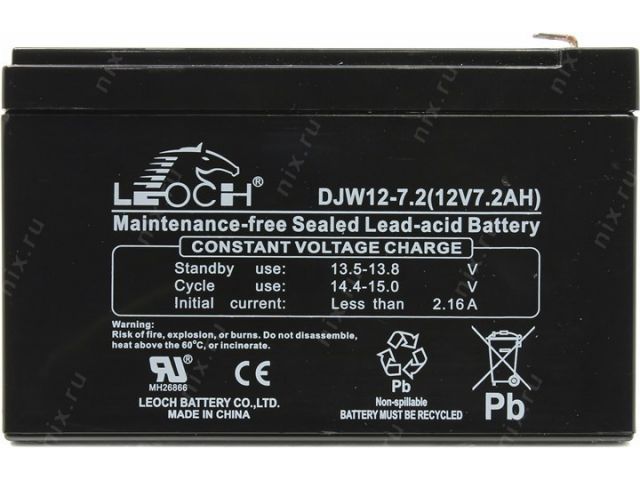 LEOCH®
DJW12-7.2(12V7.2AH)
Maintenance-free Sealed Lead-acid Battery
CONSTANT VOLTAGE CHARGE
Standby use: 13.5-13.8 V
Cycle use: 14.4-15.0 V
Initial current: Less than 2.16A
Warning:
Risk of fire, explosion, or burns. Do not disassemble,
heat above the 60°C, or incinerate.
MH26866
LEOCH BATTERY CO.,LTD.
MADE IN CHINA
Pb
Non-spillable
BATTERY MUST BE RECYCLED
Pb
nix.ru